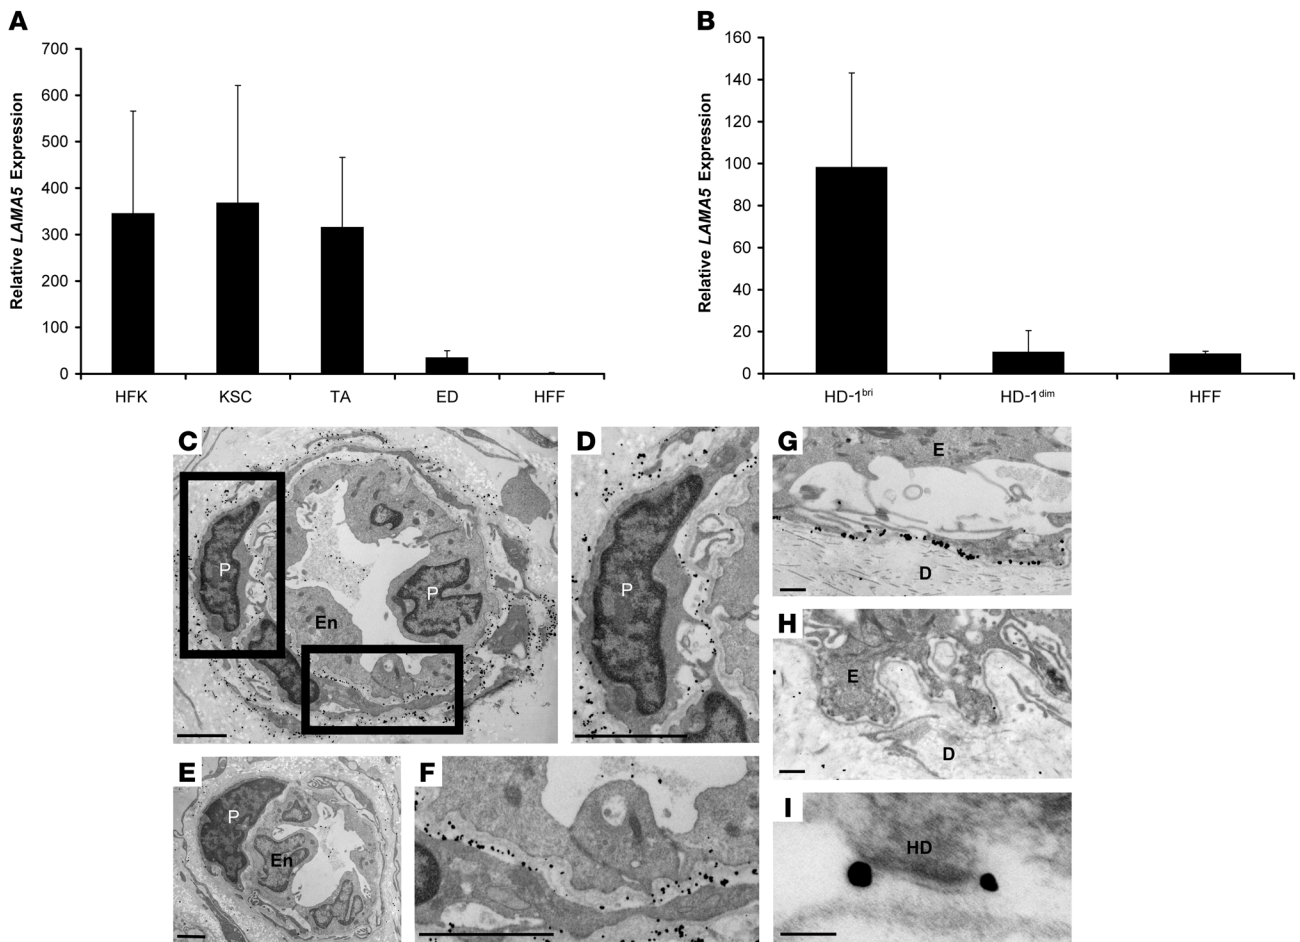 A
700
600
500
400
300
200
100
0
Relative LAMA5 Expression
HFK KSC TA ED HFF
B
160
140
120
100
80
60
40
20
0
Relative LAMA5 Expression
HD-1bri HD-1dim HFF
C
P
P
En
D
P
G
E
D
H
E
D
E
P
En
F
I
HD